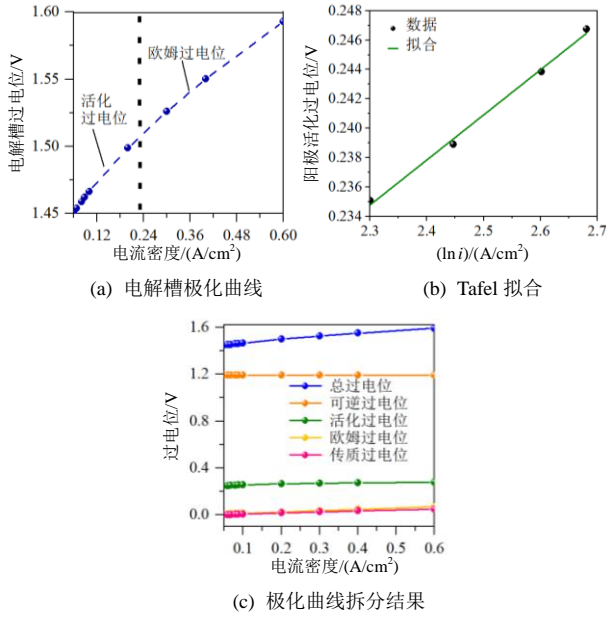 1.60
1.55
1.50
1.45
电解槽过电位/V
活化
过电位/V
欧姆过电位/V
0.12 0.24 0.36 0.48 0.60
电流密度/(A/cm²)
(a) 电解槽极化曲线
0.248
0.244
0.240
0.236
0.234
阳极活化过电位/V
数据
拟合
2.3 2.4 2.5 2.6 2.7
(ln i)/(A/cm²)
(b) Tafel 拟合
1.6
1.2
0.8
0.4
0.0
过电位/V
总过电位/V
可逆过电位/V
活化过电位/V
欧姆过电位/V
传质过电位/V
0.1 0.2 0.3 0.4 0.5 0.6
电流密度/(A/cm²)
(c) 极化曲线拆分结果